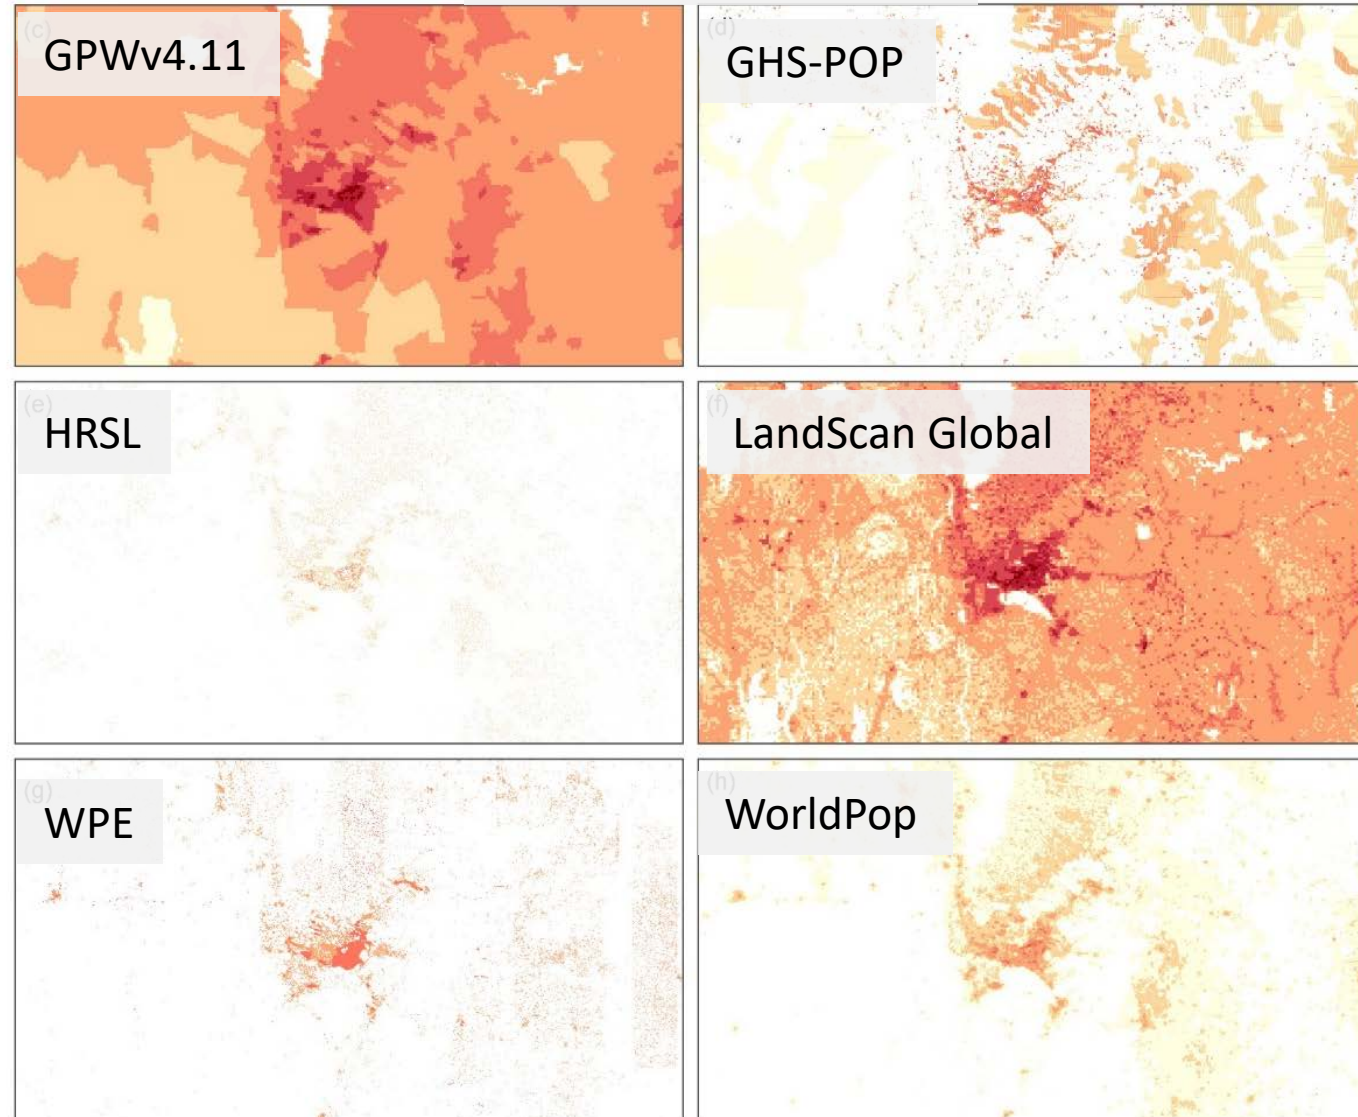 (c)
GPWv4.11
(d)
GHS-POP
(e)
HRSL
(f)
LandScan Global
(g)
WPE
(h)
WorldPop